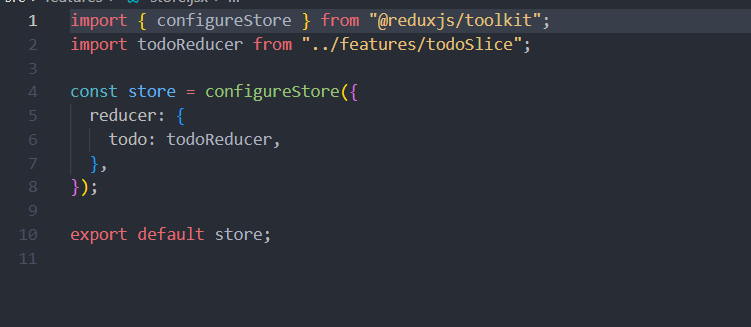 src > features > store.jsx > ...
1 import { configureStore } from "@reduxjs/toolkit";
2 import todoReducer from "../features/todoSlice";
3
4 const store = configureStore({
5 reducer: {
6 todo: todoReducer,
7 },
8 });
9
10 export default store;
11